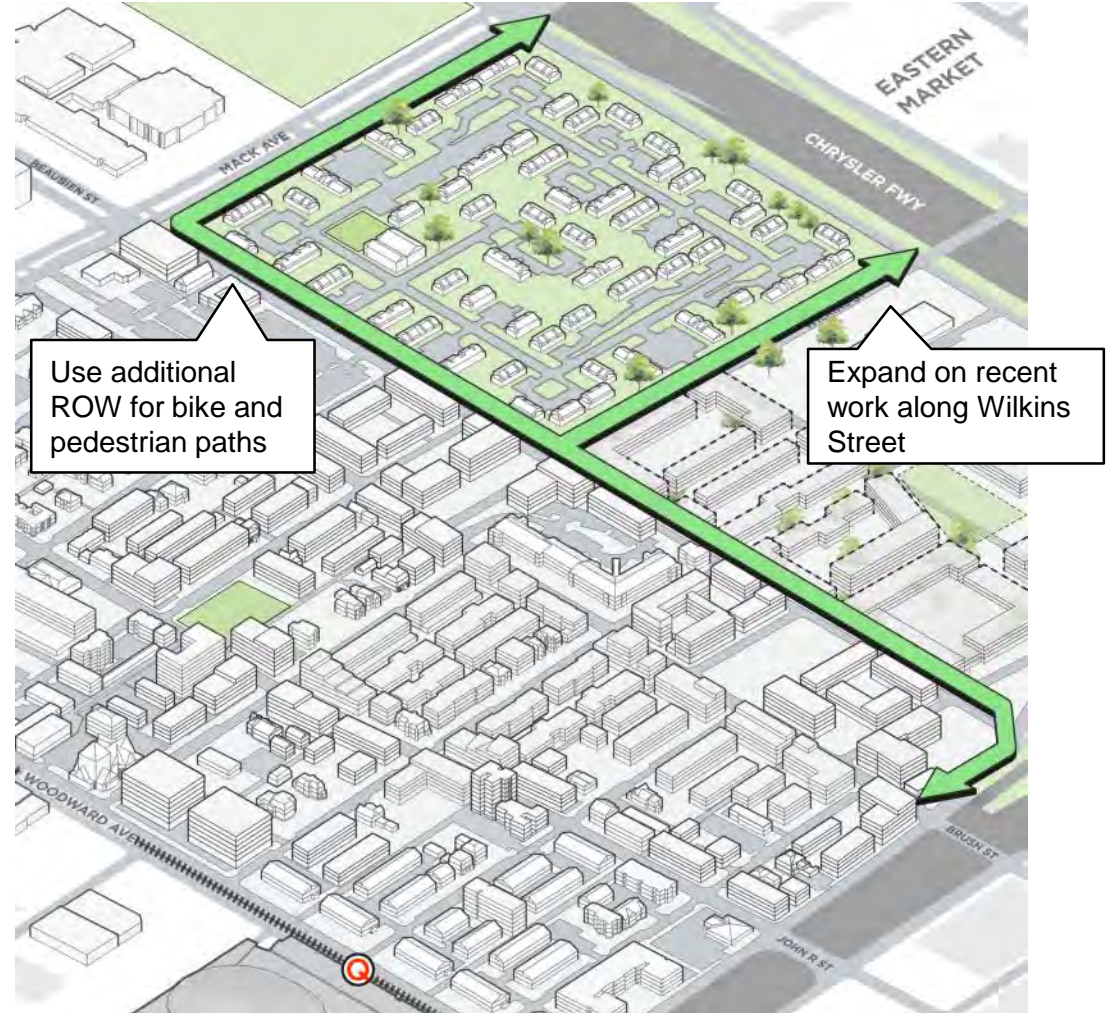 EASTERN
MARKET
MACK AVE
CHRYSLER FWY
BEAUBIEN ST
Use additional
ROW for bike and
pedestrian paths
Expand on recent
work along Wilkins
Street
WOODWARD AVENUE
BRUSH ST
JOHN R ST
Q